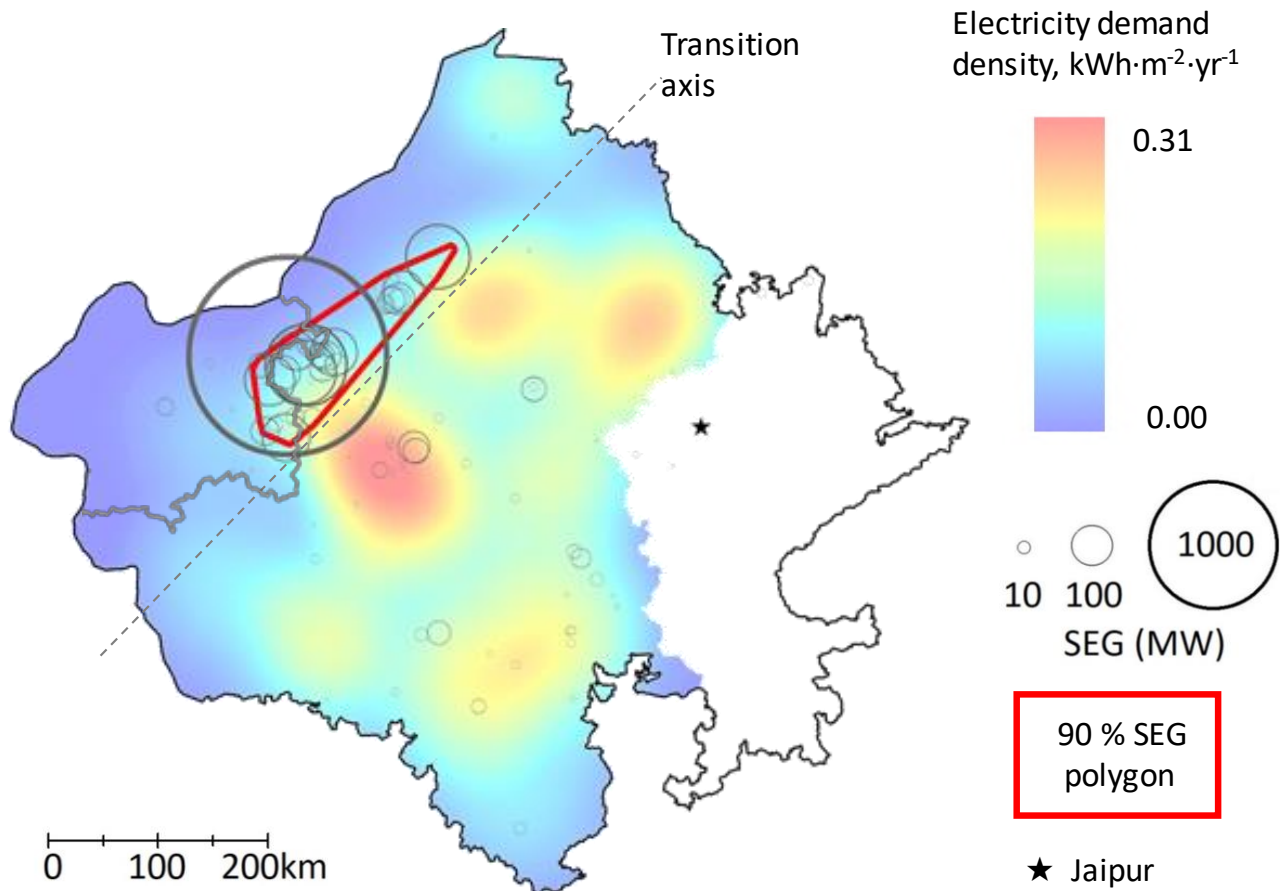 Transition
axis
Electricity demand
density, kWh·m⁻²·yr⁻¹
0.31
0.00
1000
10 100
SEG (MW)
90 % SEG
polygon
★ Jaipur
0 100 200km